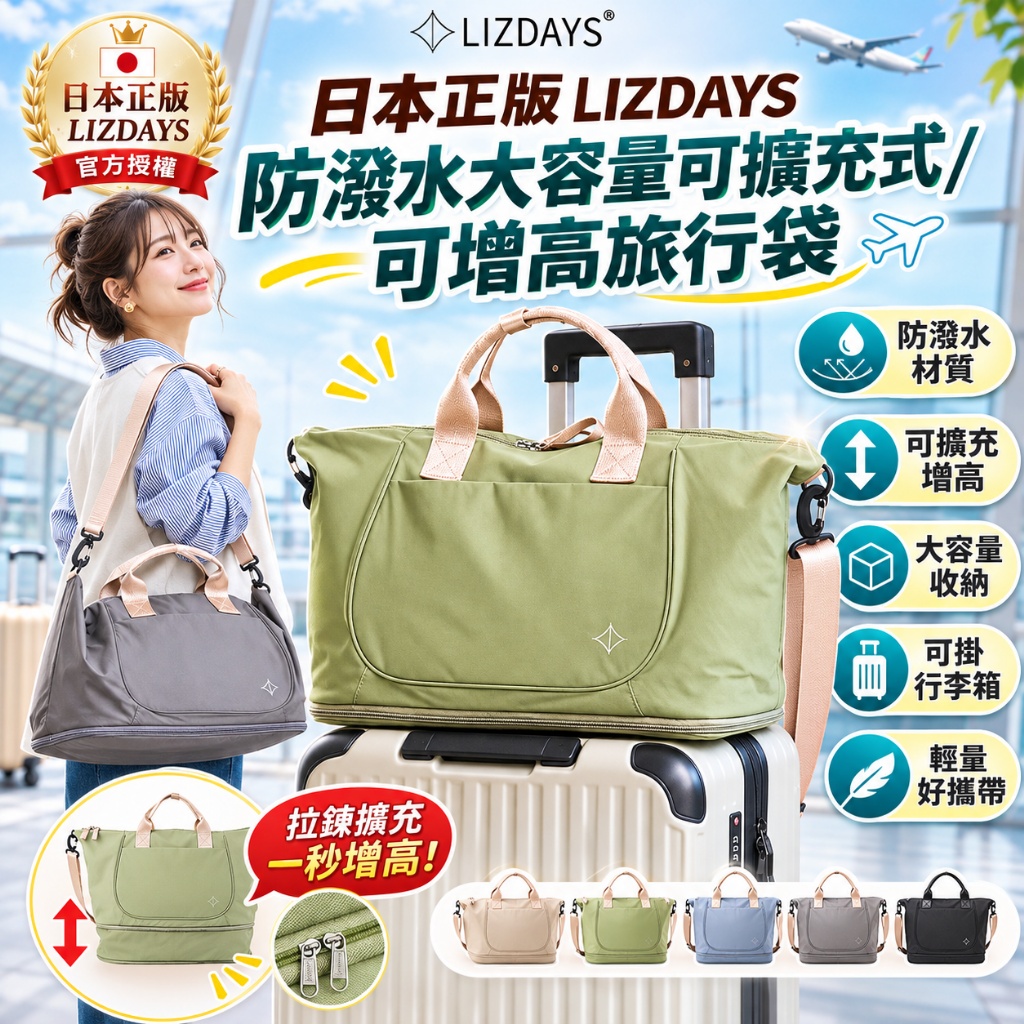 LIZDAYS®
日本正版
LIZDAYS
官方授權
日本正版 LIZDAYS
防潑水大容量可擴充式/
可增高旅行袋
防潑水
材質
可擴充
增高
大容量
收納
可掛
行李箱
輕量
好攜帶
拉鍊擴充
一秒增高!